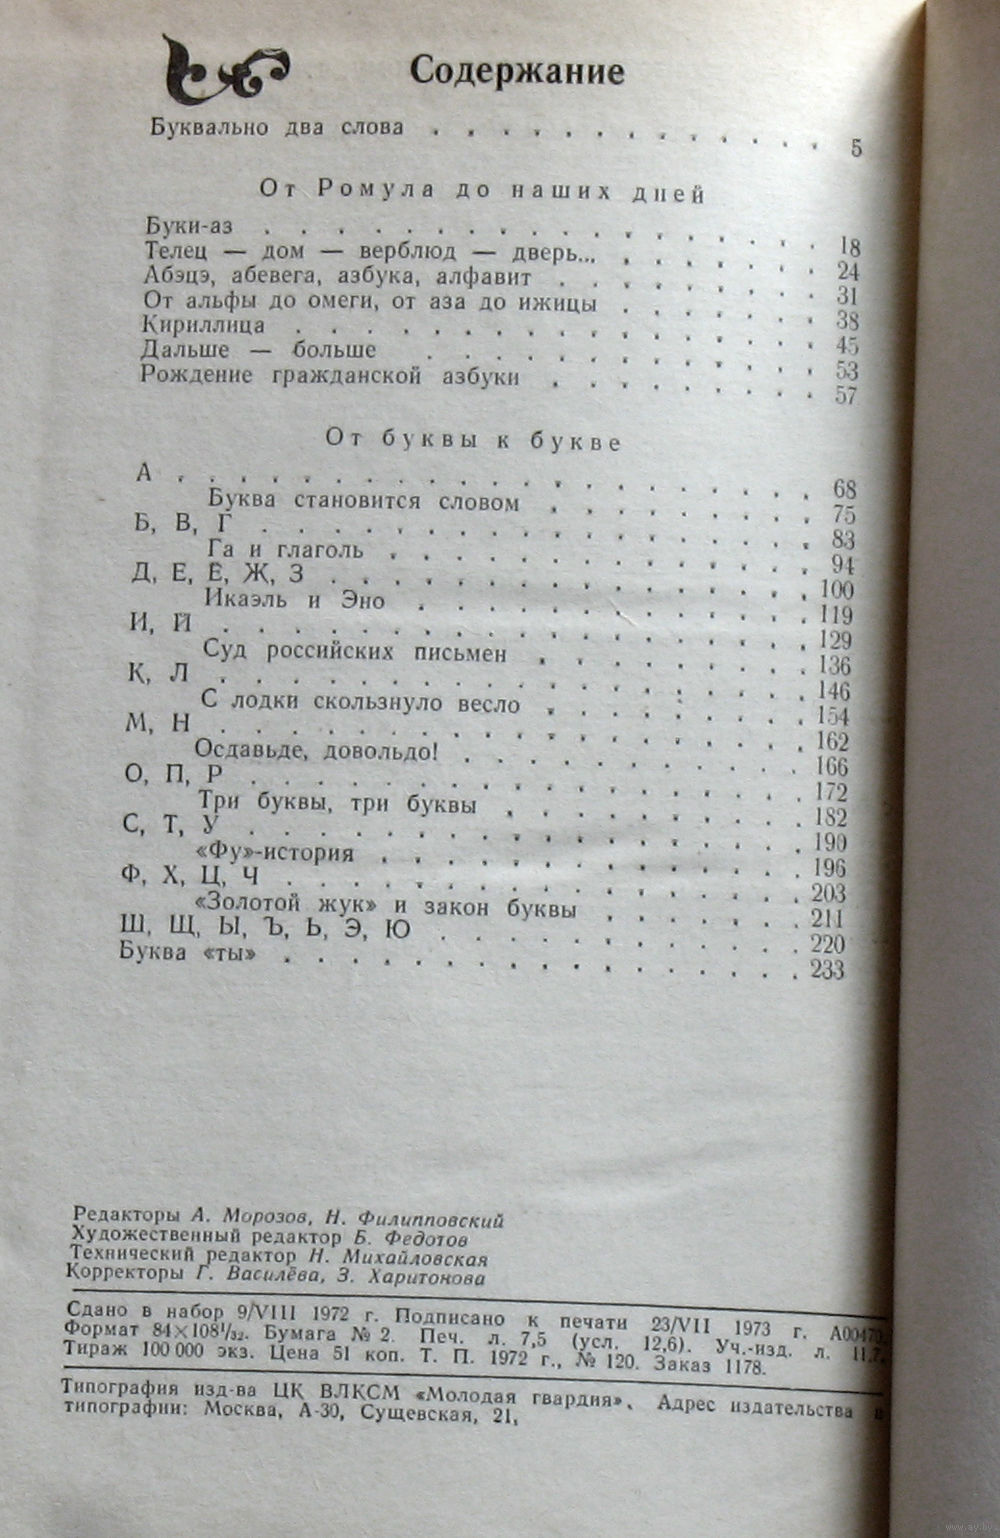 Содержание
Буквально два слова . . . . . . . . . . . . . 5
От Ромула до наших дней
Буки-аз . . . . . . . . . . . . . . . . 18
Телец — дом — верблюд — дверь... . . . . . . . 24
Абэцэ, абевега, азбука, алфавит . . . . . . . . 31
От альфы до омеги, от аза до ижицы . . . . . . . 38
Кириллица . . . . . . . . . . . . . . . 45
Дальше — больше . . . . . . . . . . . . 53
Рождение гражданской азбуки . . . . . . . . . 57
От буквы к букве
А . . . . . . . . . . . . . . . . . . . 68
Буква становится словом . . . . . . . . . 75
Б, В, Г . . . . . . . . . . . . . . . . 83
Га и глаголь . . . . . . . . . . . . . 94
Д, Е, Ё, Ж, З . . . . . . . . . . . . . . 100
Икаэль и Эно . . . . . . . . . . . . . 119
И, Й . . . . . . . . . . . . . . . . . . 129
Суд российских письмен . . . . . . . . . 136
К, Л . . . . . . . . . . . . . . . . . . 146
С лодки скользнуло весло . . . . . . . . . 154
М, Н . . . . . . . . . . . . . . . . . . 162
Осдавьде, довольдо! . . . . . . . . . . . 166
О, П, Р . . . . . . . . . . . . . . . . . 172
Три буквы, три буквы . . . . . . . . . . 182
С, Т, У . . . . . . . . . . . . . . . . . 190
«Фу»-история . . . . . . . . . . . . . 196
Ф, Х, Ц, Ч . . . . . . . . . . . . . . . . 203
«Золотой жук» и закон буквы . . . . . . . 211
Ш, Щ, Ы, Ъ, Ь, Э, Ю . . . . . . . . . . . . 220
Буква «ты» . . . . . . . . . . . . . . . . 233
Редакторы А. Морозов, Н. Филипповский
Художественный редактор Б. Федотов
Технический редактор Н. Михайловская
Корректоры Г. Василёва, З. Харитонова
Сдано в набор 9/VIII 1972 г. Подписано к печати 23/VII 1973 г. А00470.
Формат 84×108¹/₃₂. Бумага № 2. Печ. л. 7,5 (усл. 12,6). Уч.-изд. л. 11,7.
Тираж 100 000 экз. Цена 51 коп. Т. П. 1972 г., № 120. Заказ 1178.
Типография изд-ва ЦК ВЛКСМ «Молодая гвардия». Адрес издательства и
типографии: Москва, А-30, Сущевская, 21.
www.ay.by